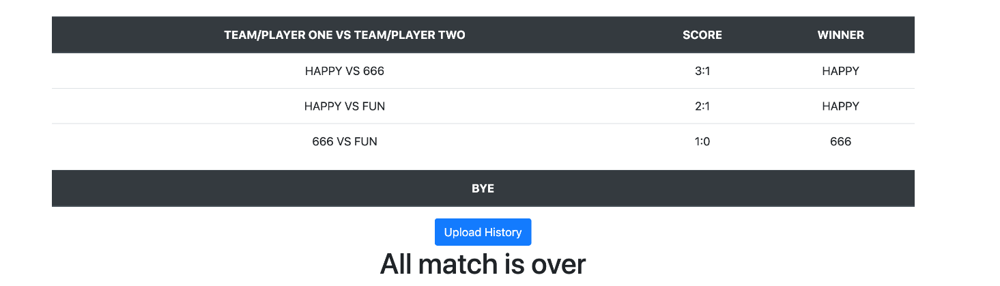 TEAM/PLAYER ONE VS TEAM/PLAYER TWO SCORE WINNER
HAPPY VS 666 3:1 HAPPY
HAPPY VS FUN 2:1 HAPPY
666 VS FUN 1:0 666
BYE
Upload History
All match is over